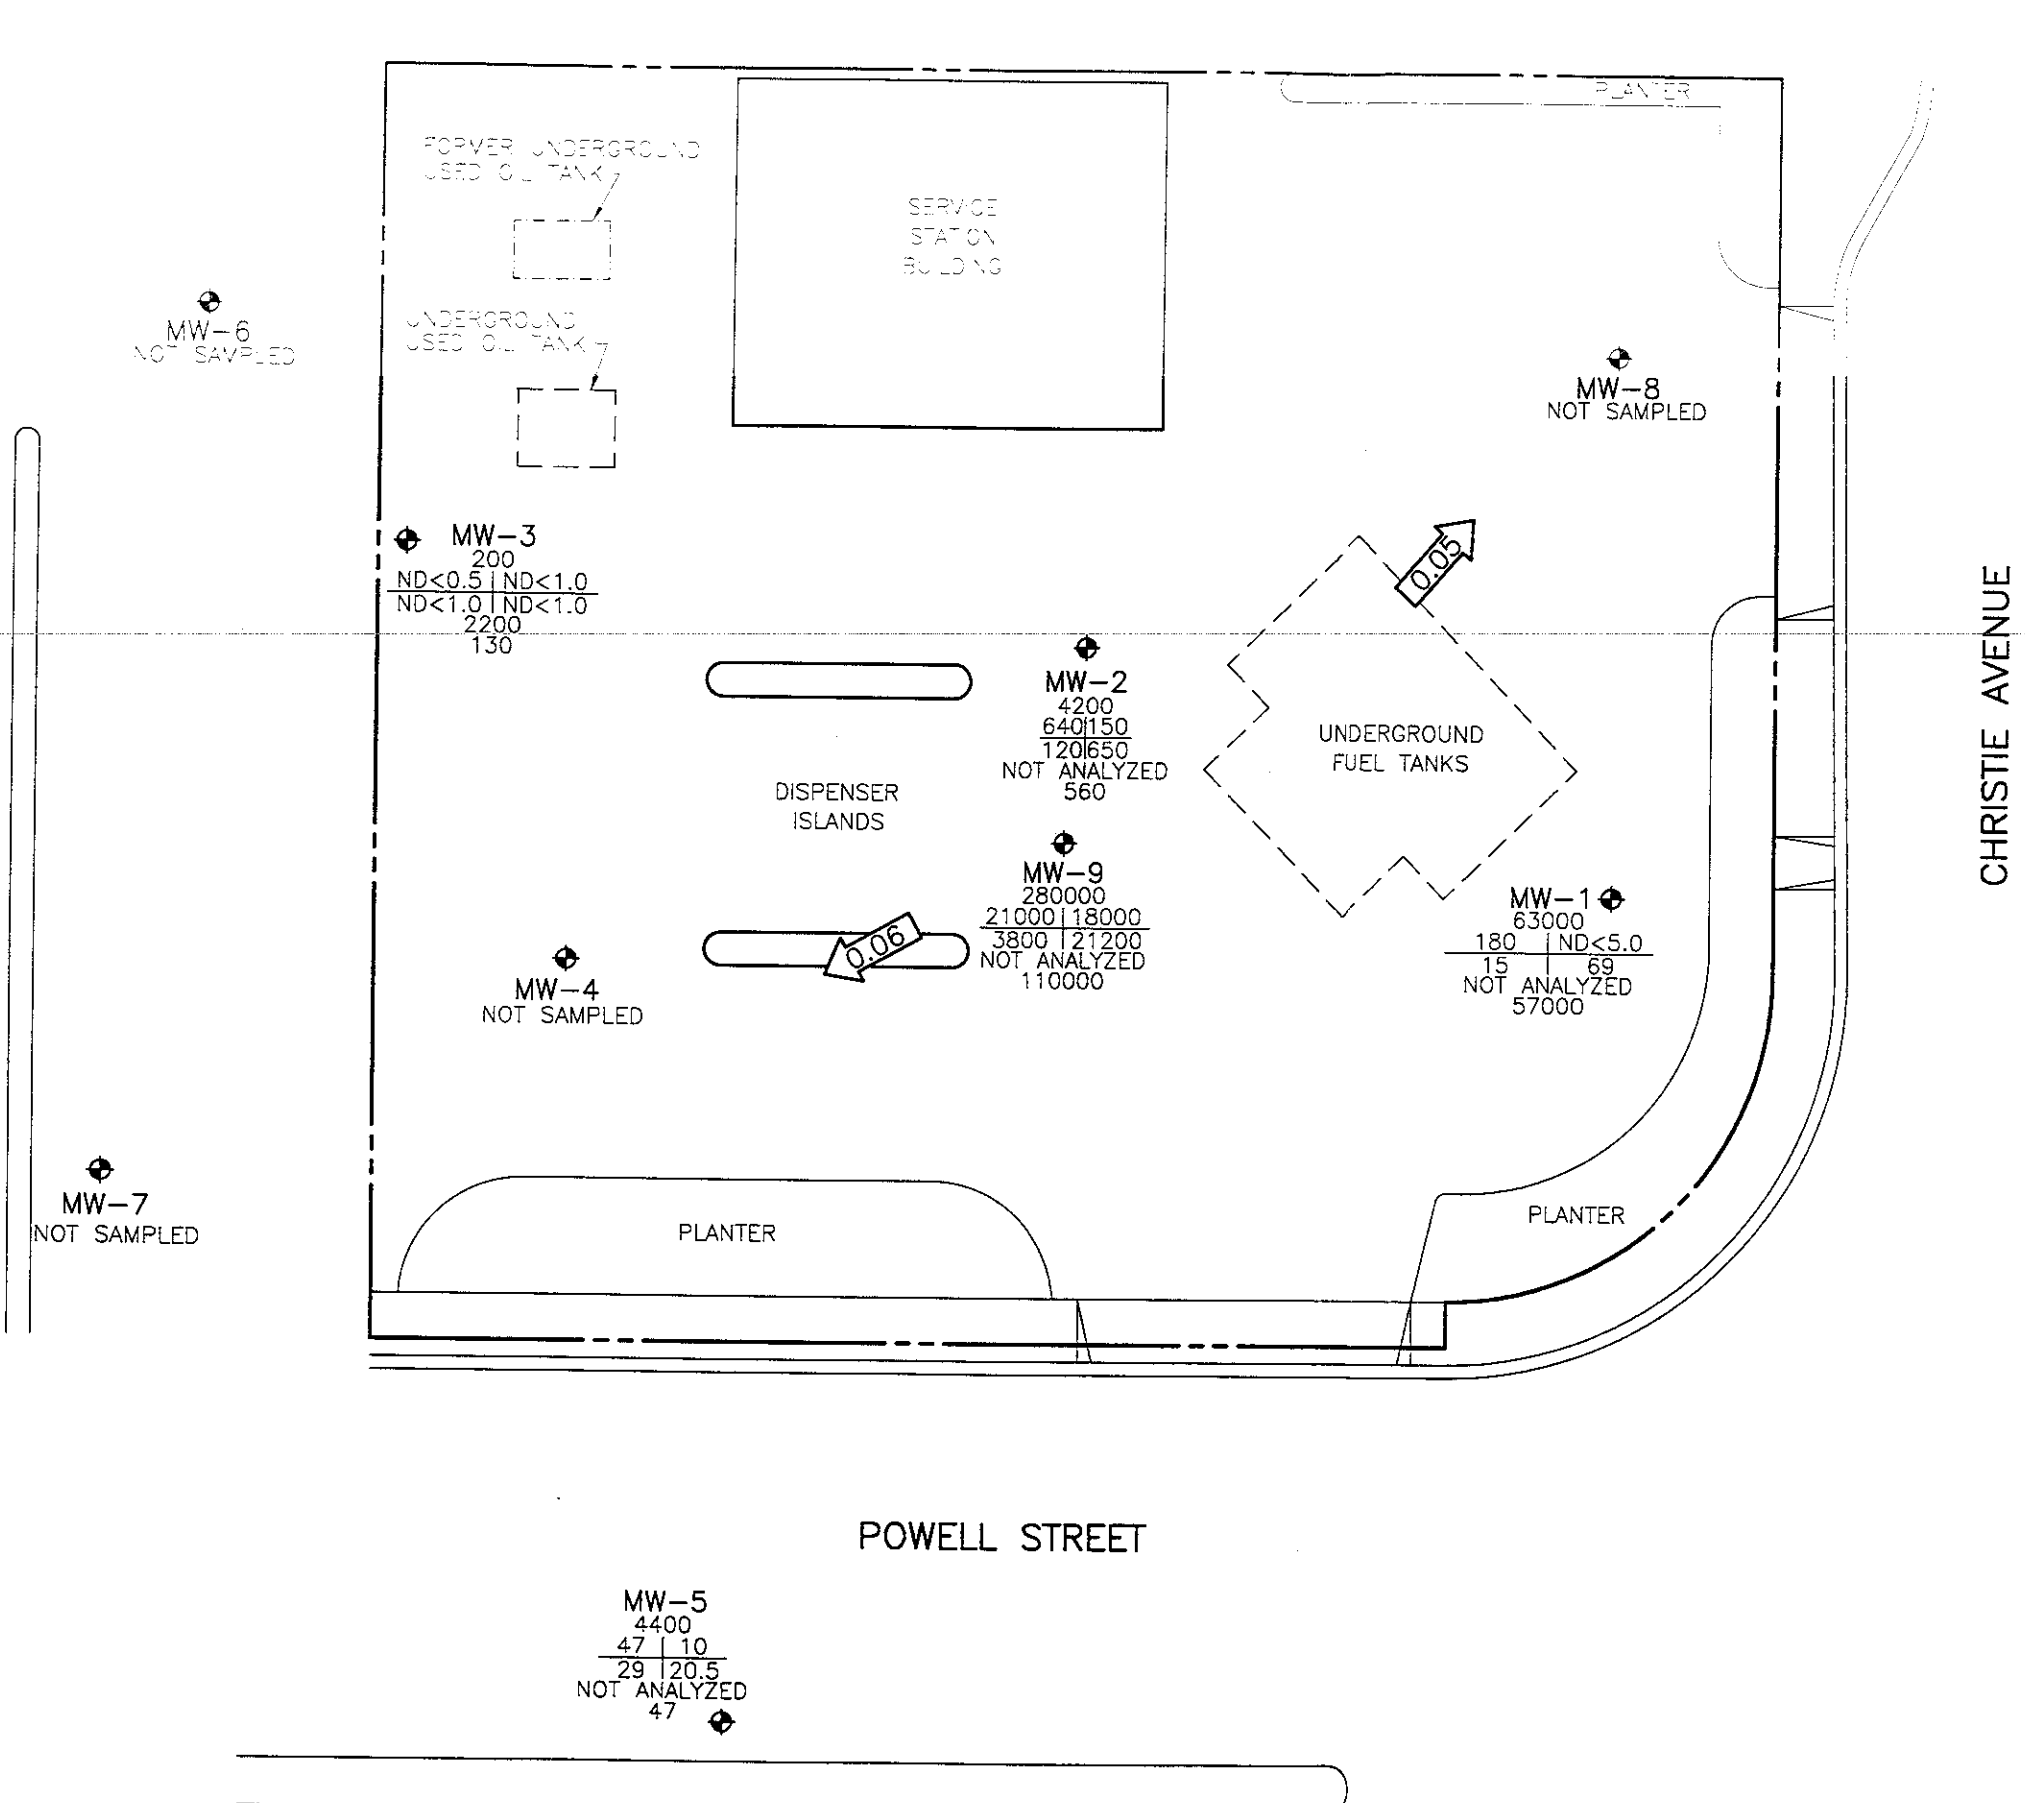 PLANTER
FORMER UNDERGROUND
USED OIL TANK
SERVICE
STATION
BUILDING
MW-6
NOT SAMPLED
UNDERGROUND
USED OIL TANK
MW-8
NOT SAMPLED
MW-3
200
ND<0.5 | ND<1.0
ND<1.0 | ND<1.0
2200
130
0.05
CHRISTIE AVENUE
MW-2
4200
640|150
120|650
NOT ANALYZED
560
UNDERGROUND
FUEL TANKS
DISPENSER
ISLANDS
MW-9
280000
21000 | 18000
3800 | 21200
NOT ANALYZED
110000
0.06
MW-1
63000
180 | ND<5.0
15 | 69
NOT ANALYZED
57000
MW-4
NOT SAMPLED
MW-7
NOT SAMPLED
PLANTER
PLANTER
POWELL STREET
MW-5
4400
47 | 10
29 | 20.5
NOT ANALYZED
47